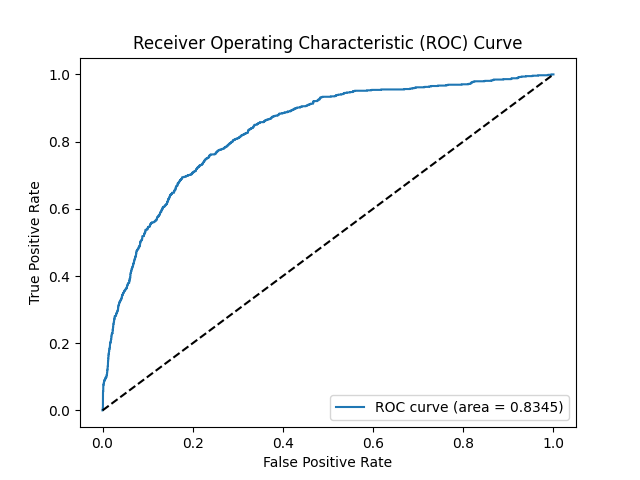 Receiver Operating Characteristic (ROC) Curve
True Positive Rate
1.0
0.8
0.6
0.4
0.2
0.0
0.0 0.2 0.4 0.6 0.8 1.0
False Positive Rate
ROC curve (area = 0.8345)